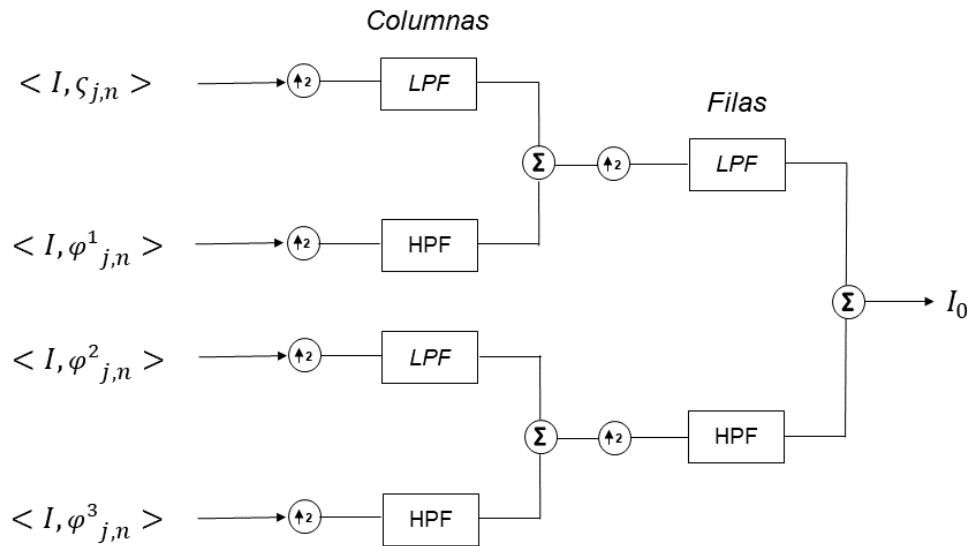 Columnas
< I, ς_{j,n} >
↑2
LPF
Filas
Σ
↑2
LPF
< I, φ^1_{j,n} >
↑2
HPF
Σ
I_0
< I, φ^2_{j,n} >
↑2
LPF
Σ
↑2
HPF
< I, φ^3_{j,n} >
↑2
HPF